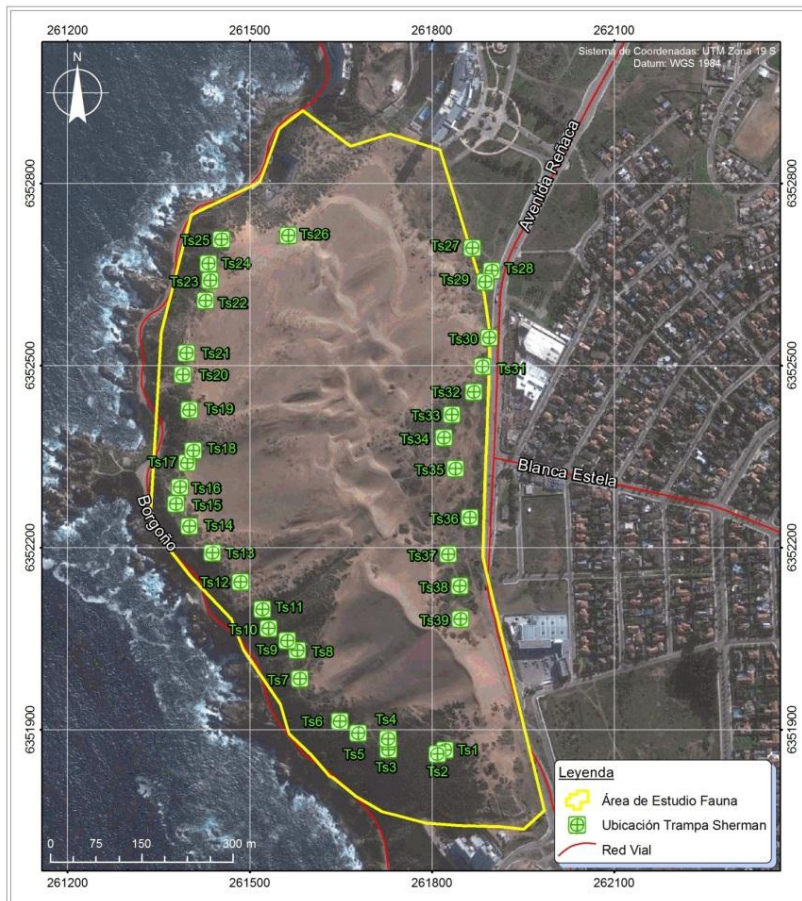 261200 261500 261800 262100
Sistema de Coordenadas: UTM Zona 19 S
Datum: WGS 1984
N
Avenida Reñaca
6352800 6352800
Ts25 Ts26
Ts27
Ts24
Ts28
Ts23
Ts29
Ts22
Ts30
Ts21
6352500 6352500
Ts31
Ts20
Ts32
Ts19
Ts33
Ts34
Ts18
Ts17
Ts35
Blanca Estela
Ts16
Ts15
Borgoño
Ts36
Ts14
6352200 6352200
Ts13
Ts37
Ts12
Ts38
Ts11
Ts39
Ts10
Ts9 Ts8
Ts7
Ts6 Ts4
6351900 6351900
Ts5 Ts1
Ts3 Ts2
Leyenda
Área de Estudio Fauna
Ubicación Trampa Sherman
Red Vial
0 75 150 300 m
261200 261500 261800 262100